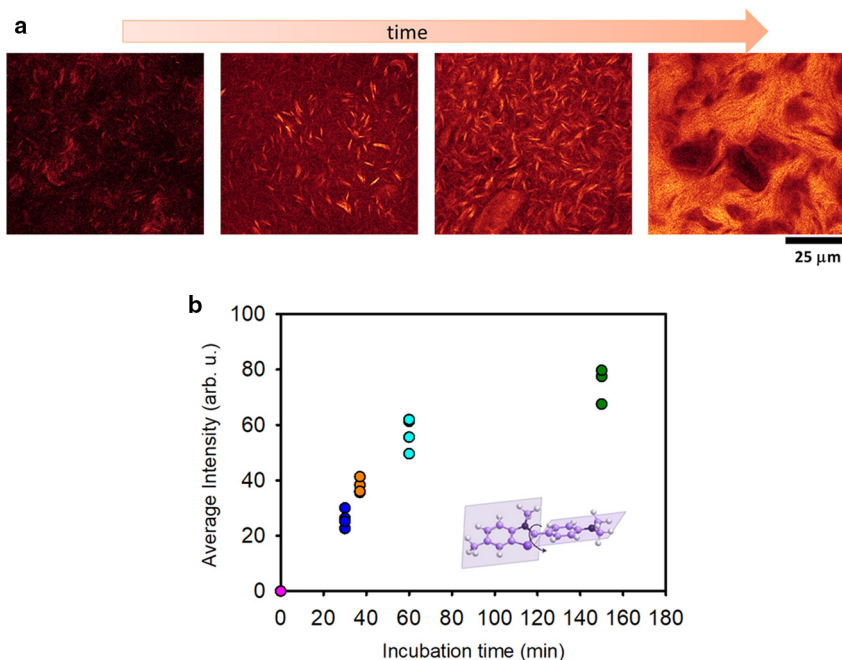 a
time
25 μm
b
100
80
60
40
20
0
Average Intensity (arb. u.)
0 20 40 60 80 100 120 140 160 180
Incubation time (min)